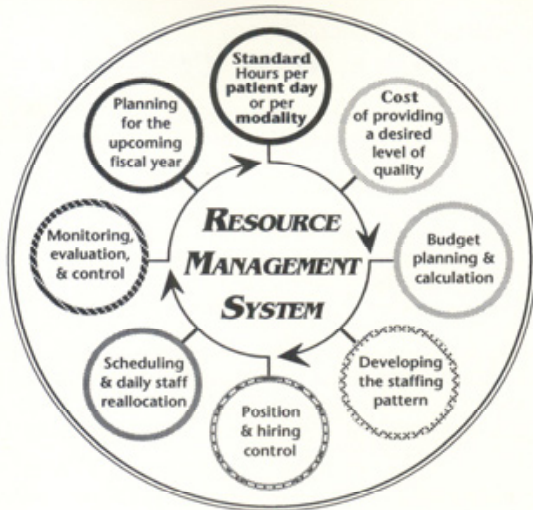 Standard
Hours per
patient day
or per
modality
Cost
of providing
a desired
level of
quality
Budget
planning &
calculation
Developing
the staffing
pattern
Position
& hiring
control
Scheduling
& daily staff
reallocation
Monitoring,
evaluation,
& control
Planning
for the
upcoming
fiscal year
RESOURCE
MANAGEMENT
SYSTEM